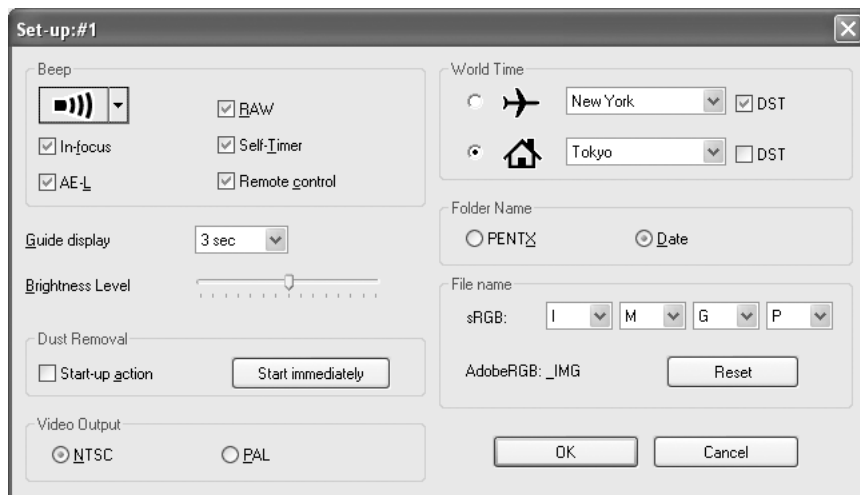 Set-up:#1
Beep
RAW
In-focus
Self-Timer
AE-L
Remote control
Guide display
3 sec
Brightness Level
Dust Removal
Start-up action
Start immediately
Video Output
NTSC
PAL
World Time
New York
DST
Tokyo
DST
Folder Name
PENTX
Date
File name
sRGB:
I
M
G
P
AdobeRGB: _IMG
Reset
OK
Cancel